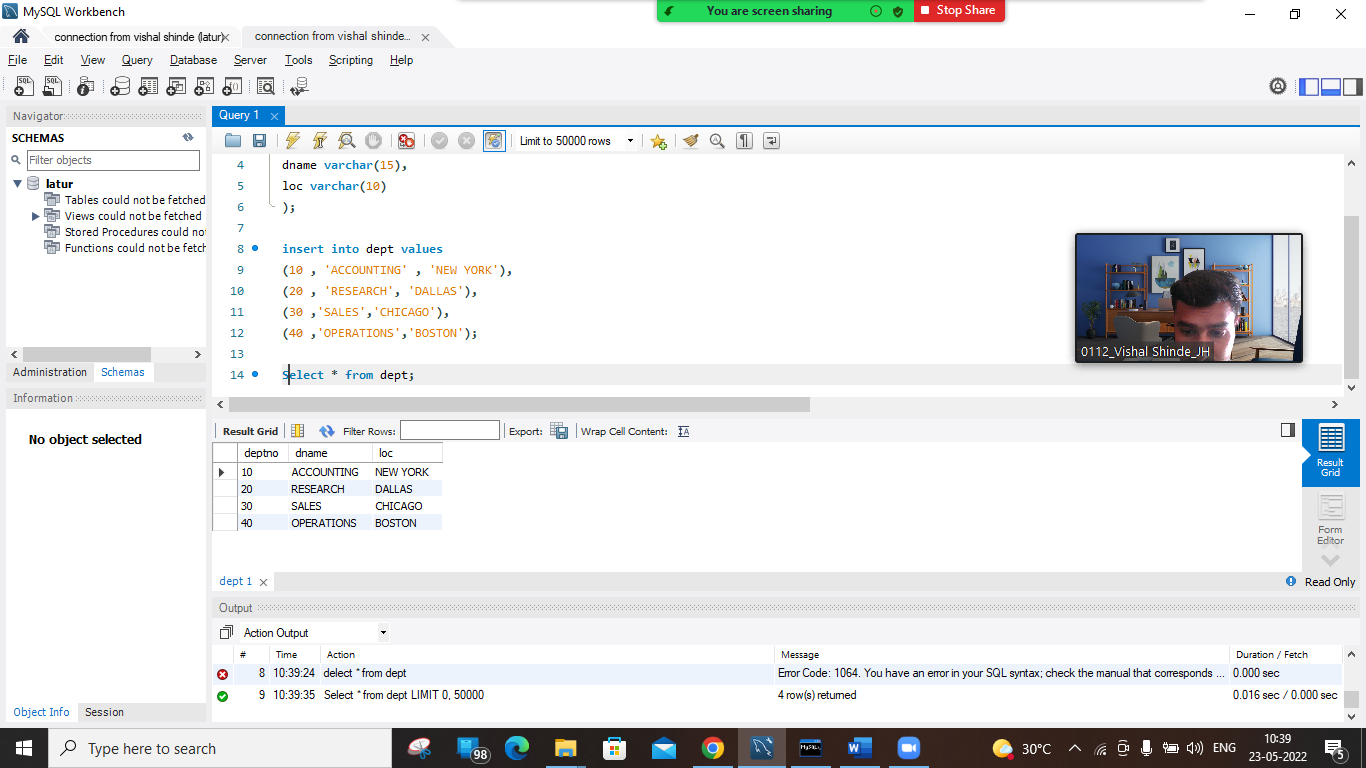 MySQL Workbench
You are screen sharing
Stop Share
connection from vishal shinde (latur)
connection from vishal shinde...
File Edit View Query Database Server Tools Scripting Help
Navigator
SCHEMAS
Filter objects
latur
Tables could not be fetched
Views could not be fetched
Stored Procedures could no
Functions could not be fetch
Administration Schemas
Information
No object selected
Object Info Session
Query 1
Limit to 50000 rows
4 dname varchar(15),
5 loc varchar(10)
6 );
7
8 insert into dept values
9 (10 , 'ACCOUNTING' , 'NEW YORK'),
10 (20 , 'RESEARCH', 'DALLAS'),
11 (30 ,'SALES','CHICAGO'),
12 (40 ,'OPERATIONS','BOSTON');
13
14 Select * from dept;
0112_Vishal Shinde_JH
Result Grid Filter Rows: Export: Wrap Cell Content:
deptno dname loc
10 ACCOUNTING NEW YORK
20 RESEARCH DALLAS
30 SALES CHICAGO
40 OPERATIONS BOSTON
Result
Grid
Form
Editor
dept 1
Read Only
Output
Action Output
# Time Action Message Duration / Fetch
8 10:39:24 delect * from dept Error Code: 1064. You have an error in your SQL syntax; check the manual that corresponds ... 0.000 sec
9 10:39:35 Select * from dept LIMIT 0, 50000 4 row(s) returned 0.016 sec / 0.000 sec
Type here to search
98
MySQL
30°C
ENG
10:39
23-05-2022
5